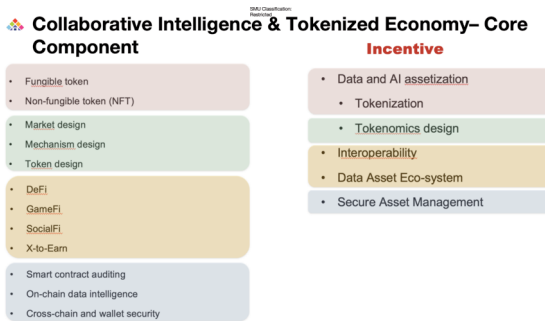 SMU Classification:
Restricted
Collaborative Intelligence & Tokenized Economy– Core
Component
Incentive
Fungible token
Non-fungible token (NFT)
Market design
Mechanism design
Token design
DeFi
GameFi
SocialFi
X-to-Earn
Smart contract auditing
On-chain data intelligence
Cross-chain and wallet security
Data and AI assetization
Tokenization
Tokenomics design
Interoperability
Data Asset Eco-system
Secure Asset Management